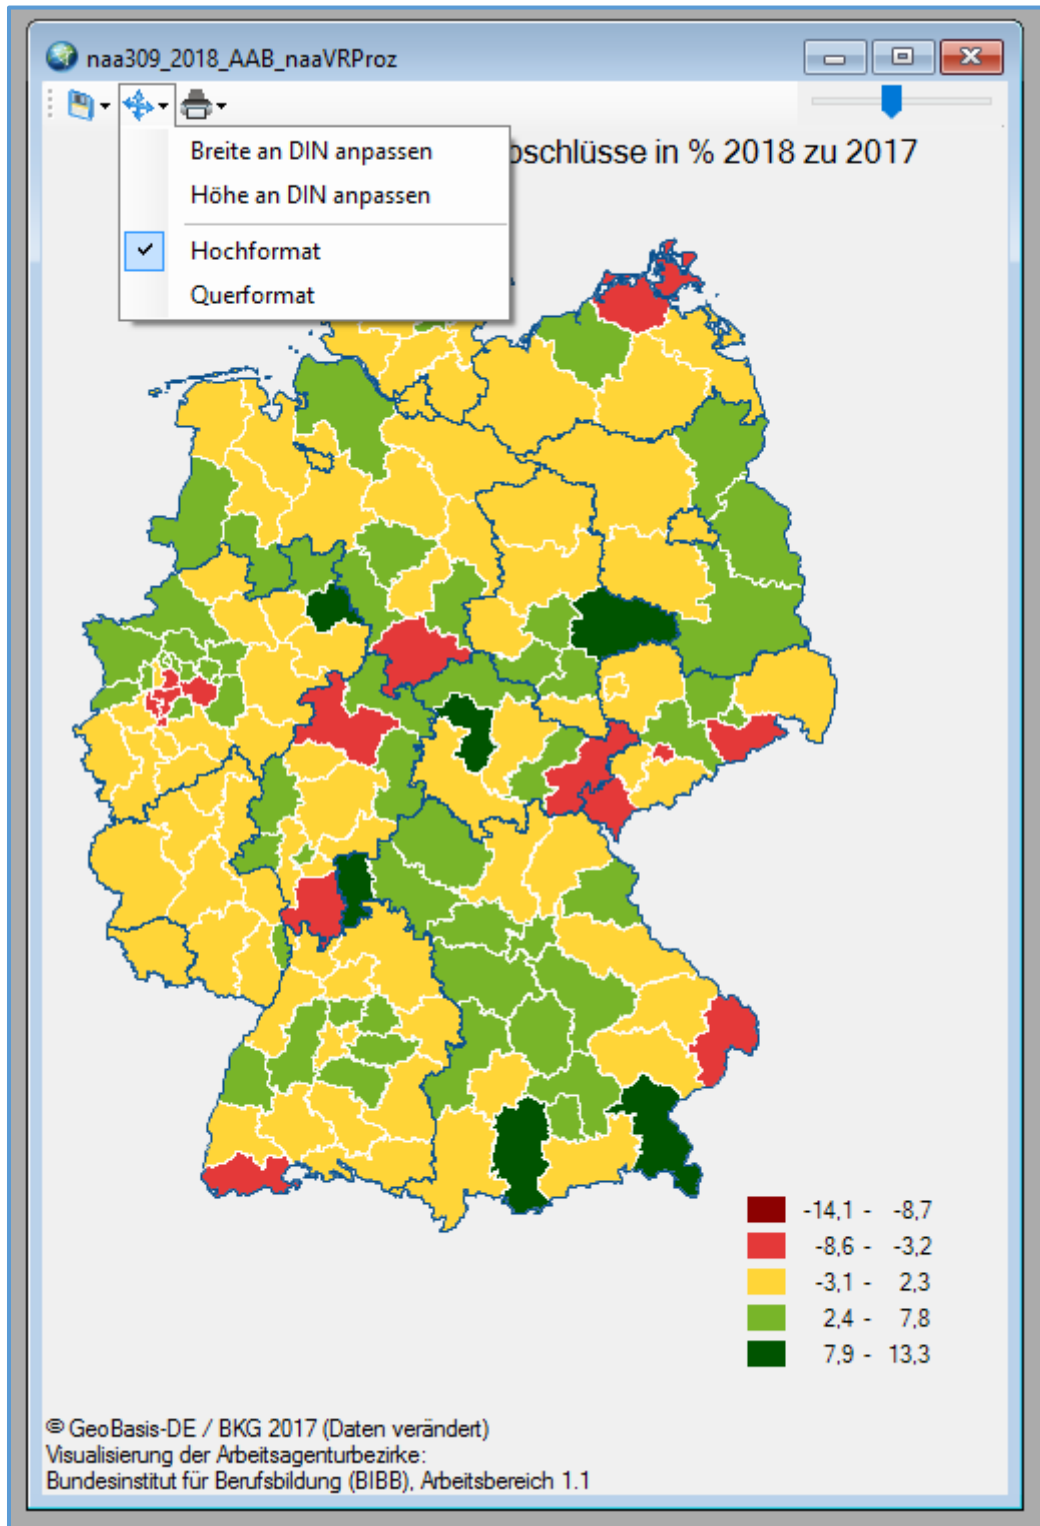 naa309_2018_AAB_naaVRProz
Breite an DIN anpassen
Höhe an DIN anpassen
Hochformat
Querformat
bschlüsse in % 2018 zu 2017
-14,1 - -8,7
-8,6 - -3,2
-3,1 - 2,3
2,4 - 7,8
7,9 - 13,3
© GeoBasis-DE / BKG 2017 (Daten verändert)
Visualisierung der Arbeitsagenturbezirke:
Bundesinstitut für Berufsbildung (BIBB), Arbeitsbereich 1.1